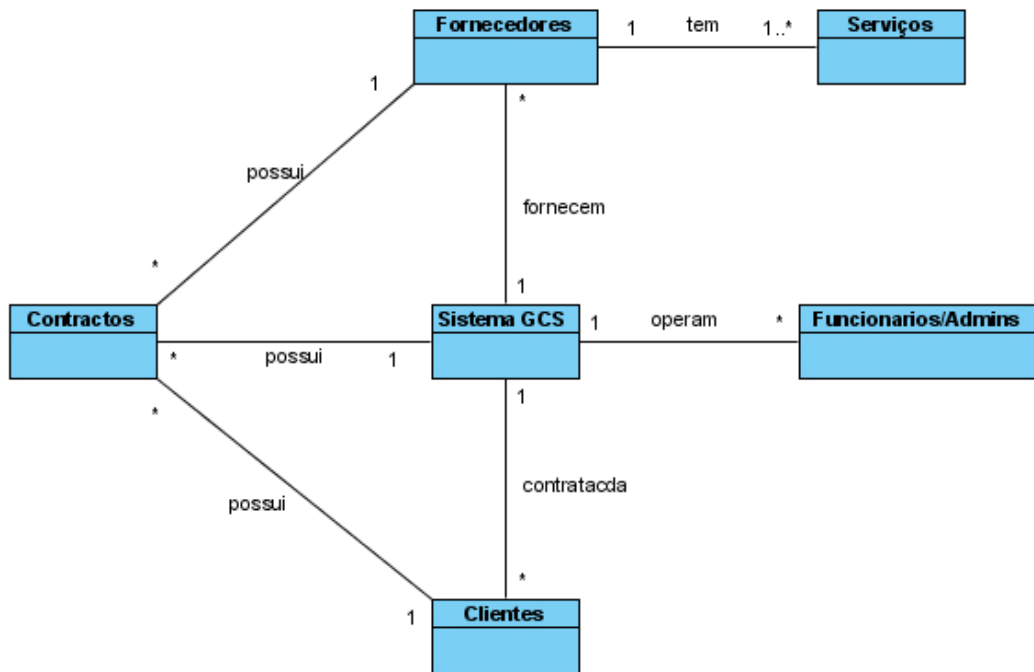 Fornecedores
1
tem
1..*
Serviços
1
*
possui
fornecem
*
1
Contractos
Sistema GCS
1
operam
*
Funcionarios/Admins
*
possui
1
*
1
possui
contratacda
*
1
Clientes